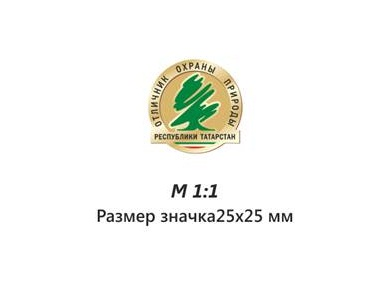 ОТЛИЧНИК ОХРАНЫ ПРИРОДЫ
РЕСПУБЛИКИ ТАТАРСТАН
М 1:1
Размер значка25х25 мм